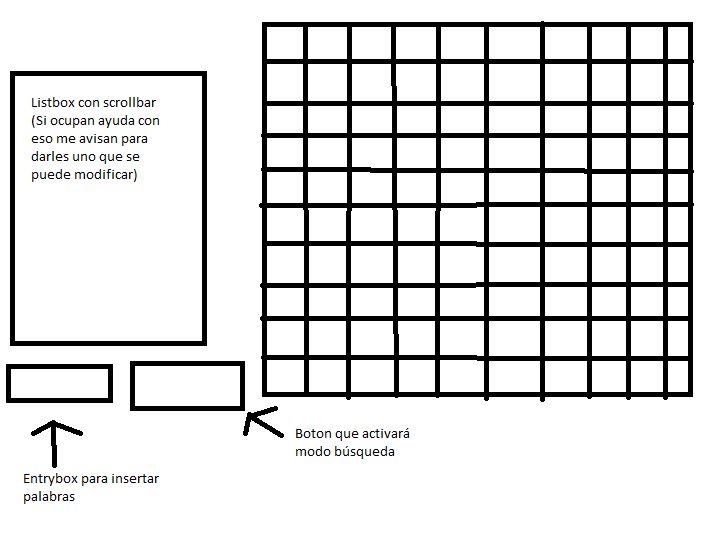 Listbox con scrollbar
(Si ocupan ayuda con
eso me avisan para
darles uno que se
puede modificar)
Boton que activará
modo búsqueda
Entrybox para insertar
palabras